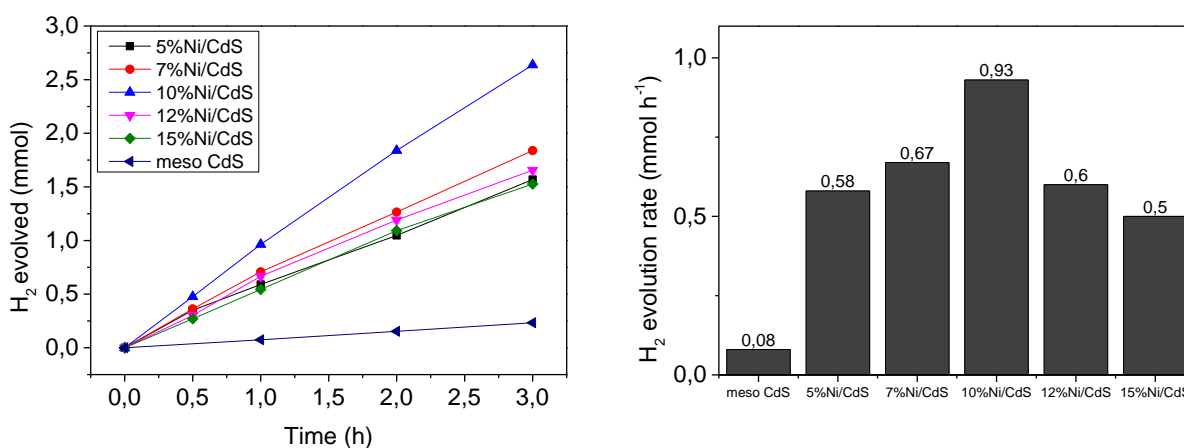 3,0
2,5
2,0
1,5
1,0
0,5
0,0
H₂ evolved (mmol)
5%Ni/CdS
7%Ni/CdS
10%Ni/CdS
12%Ni/CdS
15%Ni/CdS
meso CdS
0,0 0,5 1,0 1,5 2,0 2,5 3,0
Time (h)
1,0
0,5
0,0
H₂ evolution rate (mmol h⁻¹)
0,08
0,58
0,67
0,93
0,6
0,5
meso CdS 5%Ni/CdS 7%Ni/CdS 10%Ni/CdS 12%Ni/CdS 15%Ni/CdS